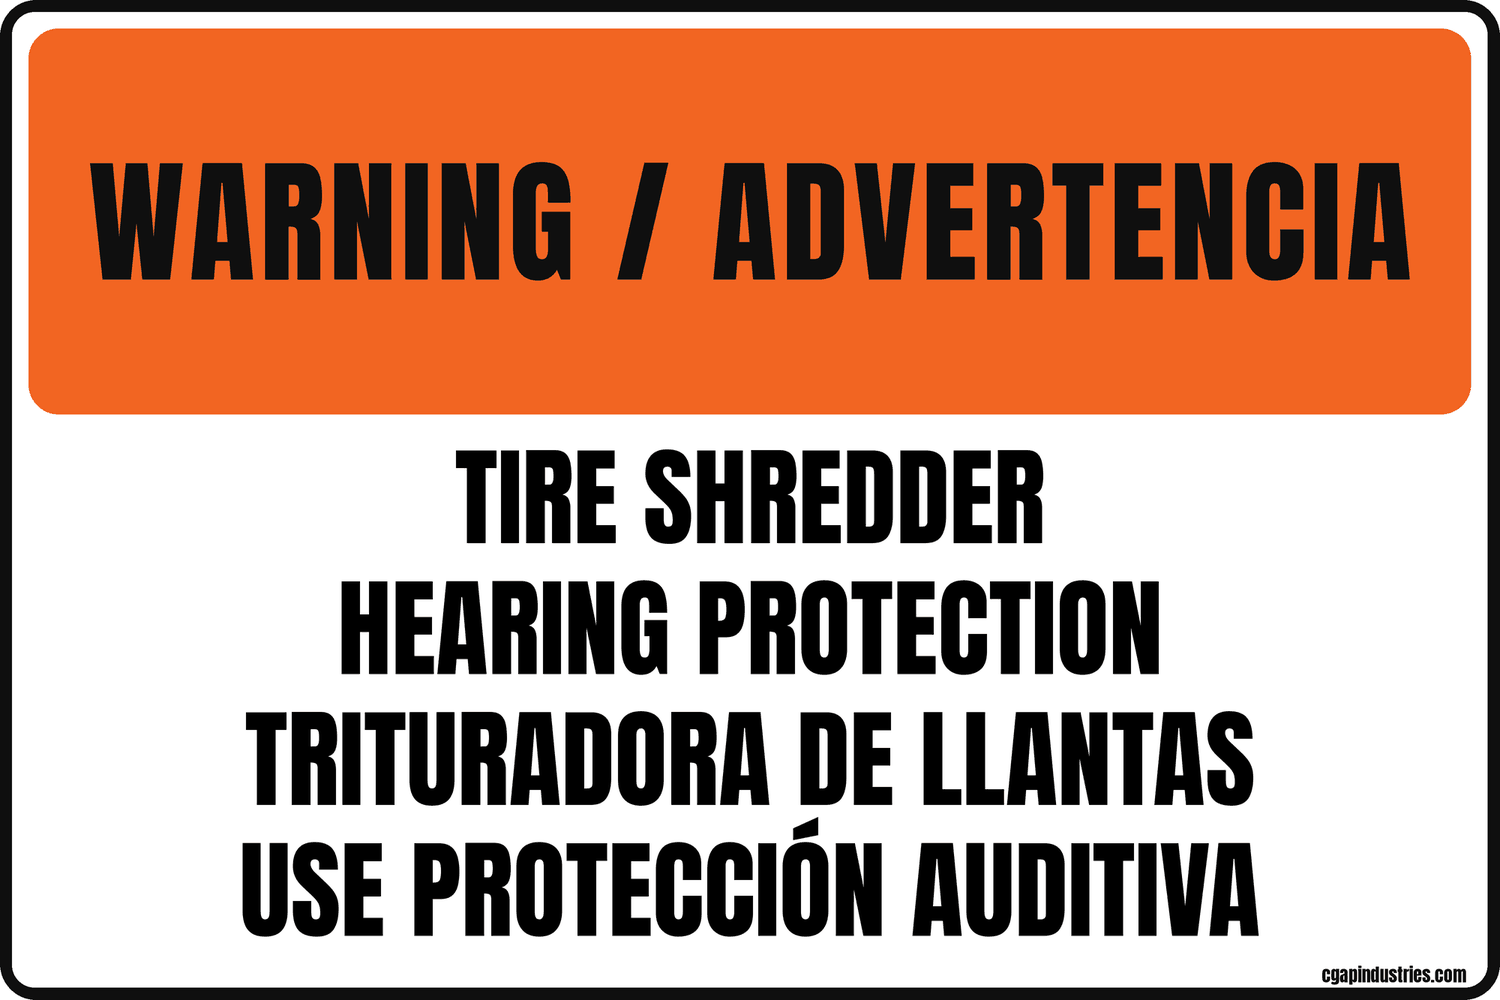 WARNING / ADVERTENCIA
TIRE SHREDDER
HEARING PROTECTION
TRITURADORA DE LLANTAS
USE PROTECCIÓN AUDITIVA
cgapindustries.com